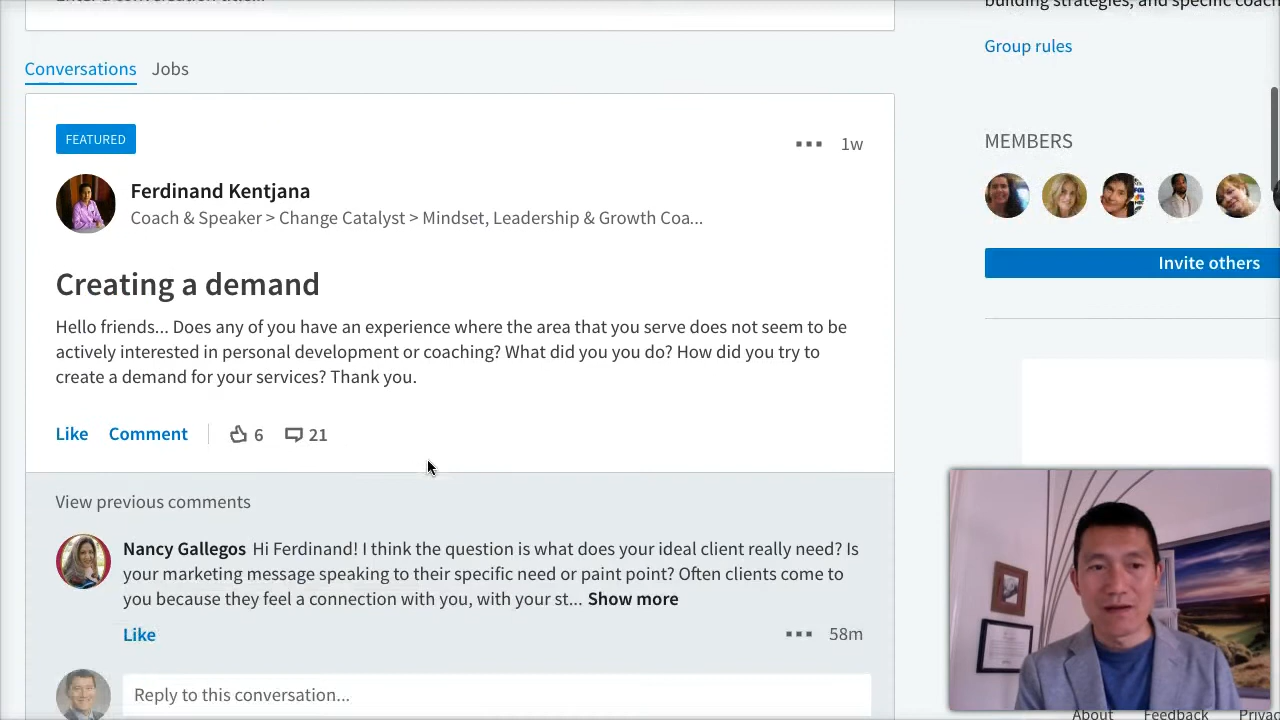 building strategies, and specific coach
Group rules
Conversations Jobs
FEATURED
1w
Ferdinand Kentjana
Coach & Speaker > Change Catalyst > Mindset, Leadership & Growth Coa...
MEMBERS
Invite others
Creating a demand
Hello friends... Does any of you have an experience where the area that you serve does not seem to be
actively interested in personal development or coaching? What did you you do? How did you try to
create a demand for your services? Thank you.
Like Comment 6 21
View previous comments
Nancy Gallegos Hi Ferdinand! I think the question is what does your ideal client really need? Is
your marketing message speaking to their specific need or paint point? Often clients come to
you because they feel a connection with you, with your st... Show more
Like 58m
Reply to this conversation...
About Feedback Privac